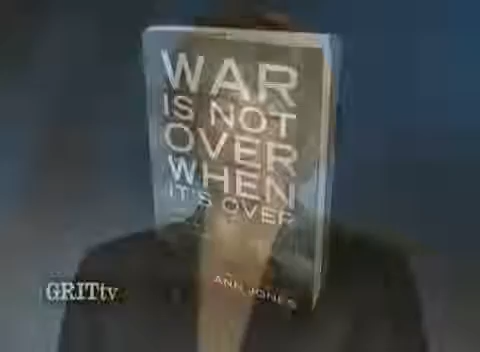 WAR
IS NOT
OVER
WHEN
IT'S OVER
ANN JONES
GRITtv